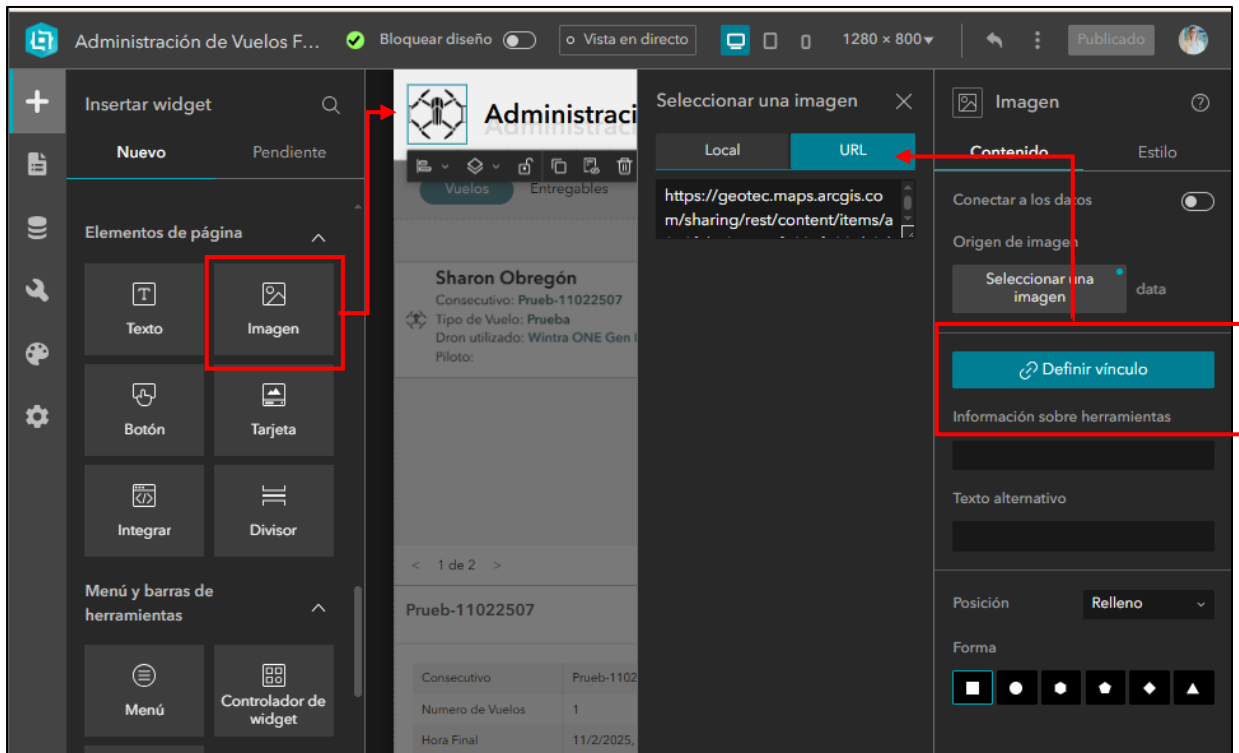 Administración de Vuelos F...
Bloquear diseño
Vista en directo
1280 × 800
Publicado
Insertar widget
Nuevo
Pendiente
Elementos de página
Texto
Imagen
Botón
Tarjeta
Integrar
Divisor
Menú y barras de
herramientas
Menú
Controlador de
widget
Administraci
Vuelos
Entregables
Sharon Obregón
Consecutivo: Prueb-11022507
Tipo de Vuelo: Prueba
Dron utilizado: Wintra ONE Gen I
Piloto:
< 1 de 2 >
Prueb-11022507
Consecutivo
Prueb-1102
Numero de Vuelos
1
Hora Final
11/2/2025,
Seleccionar una imagen
Local
URL
https://geotec.maps.arcgis.co
m/sharing/rest/content/items/a
Imagen
Contenido
Estilo
Conectar a los datos
Origen de imagen
Seleccionar una
imagen
data
Definir vínculo
Información sobre herramientas
Texto alternativo
Posición
Relleno
Forma